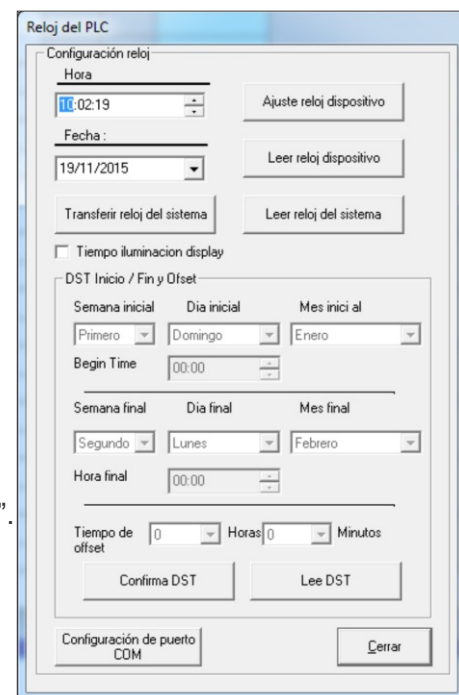 Reloj del PLC
Configuración reloj
Hora
10:02:19
Ajuste reloj dispositivo
Fecha :
Leer reloj dispositivo
19/11/2015
Transferir reloj del sistema
Leer reloj del sistema
Tiempo iluminacion display
DST Inicio / Fin y Ofset
Semana inicial Dia inicial Mes inici al
Primero Domingo Enero
Begin Time 00:00
Semana final Dia final Mes final
Segundo Lunes Febrero
Hora final 00:00
”.
Tiempo de offset 0 Horas 0 Minutos
Confirma DST Lee DST
Configuración de puerto
COM
Cerrar